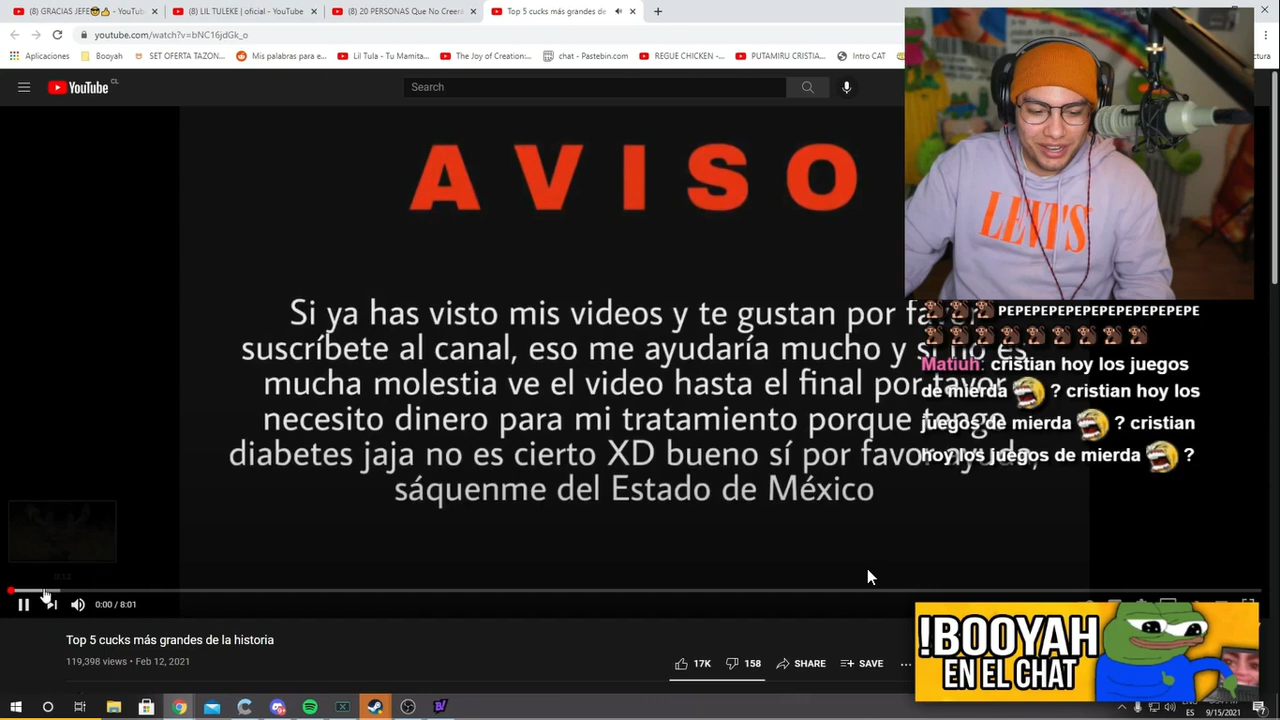 (8) GRACIAS JEFE😎👍 - YouTub
(8) LIL TULEKE | oficial - YouTube
(8) 20 PERSONAS Que No Creer
Top 5 cucks más grandes de
youtube.com/watch?v=bNC16jdGk_o
Aplicaciones
Booyah
SET OFERTA TAZON...
Mis palabras para e...
Lil Tula - Tu Mamita...
The Joy of Creation:...
chat - Pastebin.com
REGUE CHICKEN -...
PUTAMIRU CRISTIA...
Intro CAT
ctura
YouTube CL
Search
AVISO
LEVI'S
Si ya has visto mis videos y te gustan por favor
suscríbete al canal, eso me ayudaría mucho y si no es
mucha molestia ve el video hasta el final por favor
necesito dinero para mi tratamiento porque tengo
diabetes jaja no es cierto XD bueno sí por favor ayuda,
sáquenme del Estado de México
PEPEPEPEPEPEPEPEPEPEPE
Matiuh: cristian hoy los juegos
de mierda ? cristian hoy los
juegos de mierda ? cristian
hoy los juegos de mierda ?
0:00 / 8:01
Top 5 cucks más grandes de la historia
119,398 views • Feb 12, 2021
17K
158
SHARE
SAVE
!BOOYAH
EN EL CHAT
ES
9/15/2021